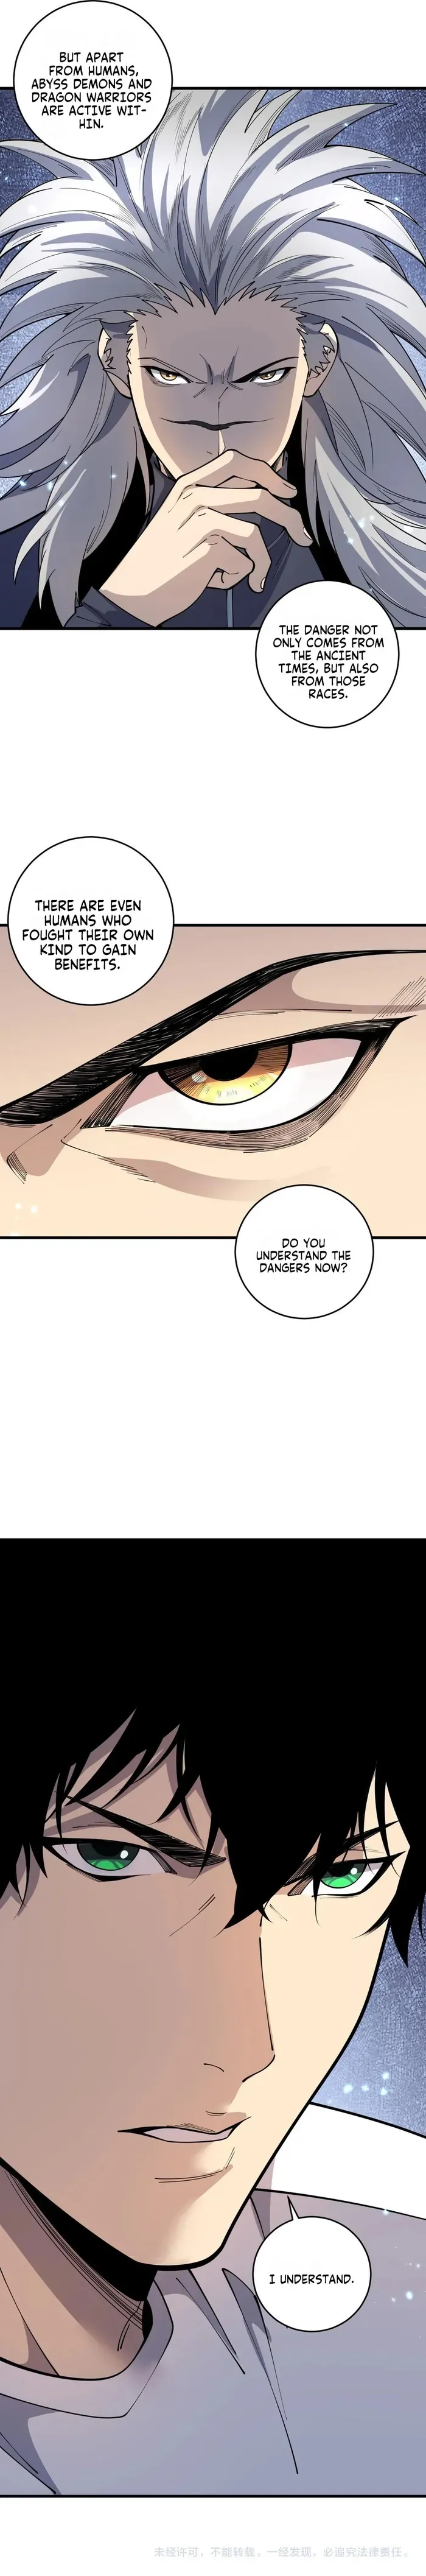 BUT APART
FROM HUMANS,
ABYSS DEMONS AND
DRAGON WARRIORS
ARE ACTIVE WIT-
HIN.
THE DANGER NOT
ONLY COMES FROM
THE ANCIENT
TIMES, BUT ALSO
FROM THOSE
RACES.
THERE ARE EVEN
HUMANS WHO
FOUGHT THEIR OWN
KIND TO GAIN
BENEFITS.
DO YOU
UNDERSTAND THE
DANGERS NOW?
I UNDERSTAND.
未经许可，不能转载。一经发现，必追究法律责任。